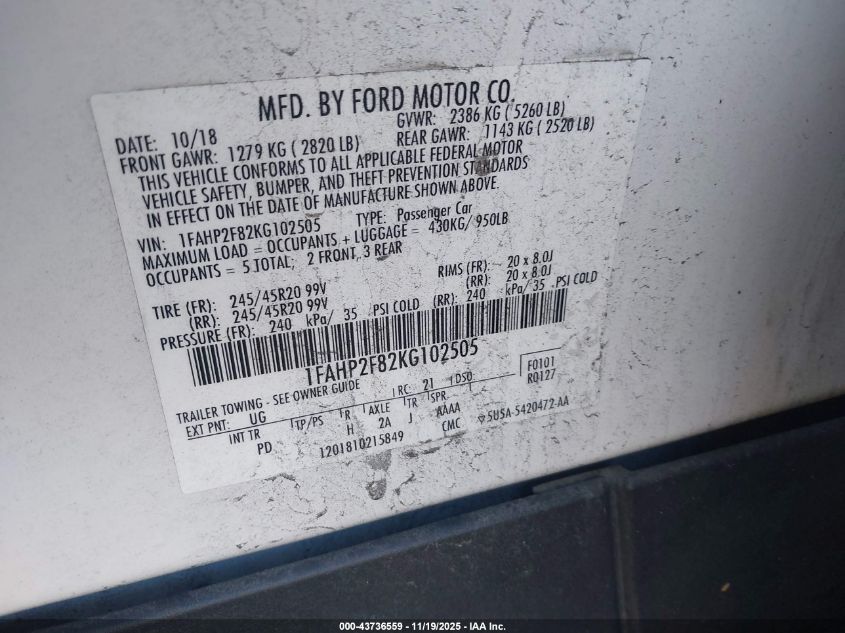 MFD. BY FORD MOTOR CO.
DATE: 10/18 GVWR: 2386 KG ( 5260 LB)
FRONT GAWR: 1279 KG ( 2820 LB) REAR GAWR: 1143 KG ( 2520 LB)
THIS VEHICLE CONFORMS TO ALL APPLICABLE FEDERAL MOTOR
VEHICLE SAFETY, BUMPER, AND THEFT PREVENTION STANDARDS
IN EFFECT ON THE DATE OF MANUFACTURE SHOWN ABOVE.
VIN: 1FAHP2F82KG102505 TYPE: Passenger Car
MAXIMUM LOAD = OCCUPANTS + LUGGAGE = 430KG/ 950LB
OCCUPANTS = 5 TOTAL; 2 FRONT, 3 REAR
TIRE (FR): 245/45R20 99V RIMS (FR): 20 x 8.0J
(RR): 245/45R20 99V (RR): 20 x 8.0J
PRESSURE (FR): 240 kPa/ 35 PSI COLD (RR): 240 kPa/ 35 PSI COLD
1FAHP2F82KG102505
TRAILER TOWING - SEE OWNER GUIDE RC: 21 DSO: F0101
EXT PNT: UG TP/PS R AXLE TR SPR R0127
INT TR H 2A J AAAA
PD 1201810215849 CMC 5U5A-5420472-AA
000-43736559 - 11/19/2025 - IAA Inc.